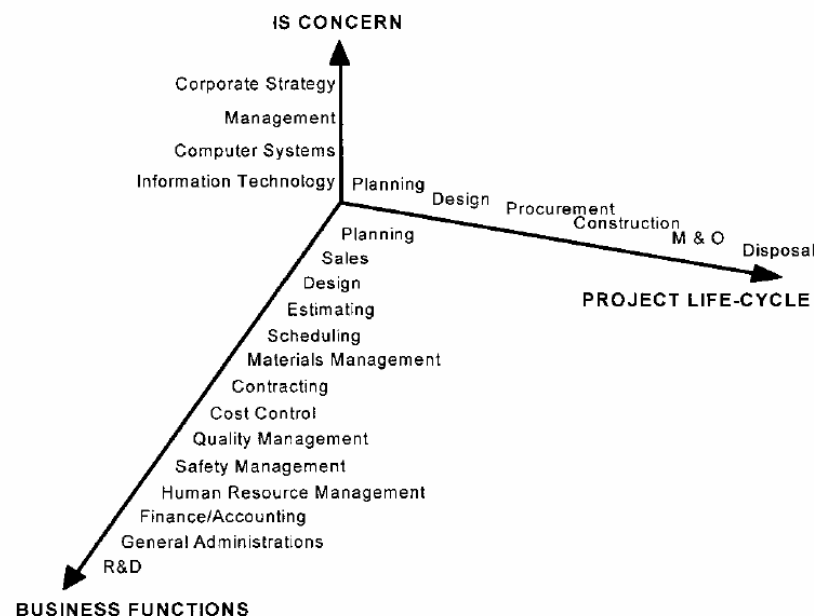 IS CONCERN
Corporate Strategy
Management
Computer Systems
Information Technology
Planning
Design
Procurement
Construction
M & O
Disposal
PROJECT LIFE-CYCLE
Planning
Sales
Design
Estimating
Scheduling
Materials Management
Contracting
Cost Control
Quality Management
Safety Management
Human Resource Management
Finance/Accounting
General Administrations
R&D
BUSINESS FUNCTIONS